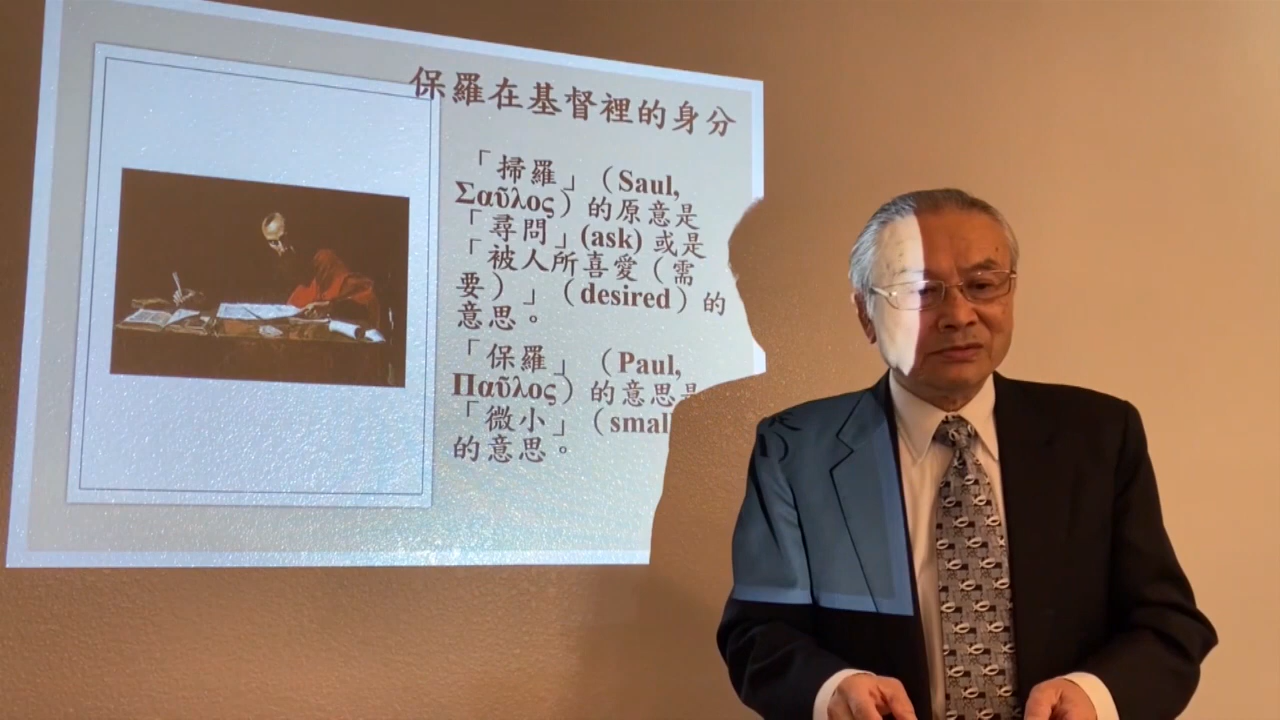 保羅在基督裡的身分
「掃羅」（Saul,
Σαῦλος）的原意是
「尋問」(ask) 或是
「被人所喜愛（需
要）」（desired）的
意思。
「保羅」（Paul,
Παῦλος）的意思是
「微小」（small
的意思。